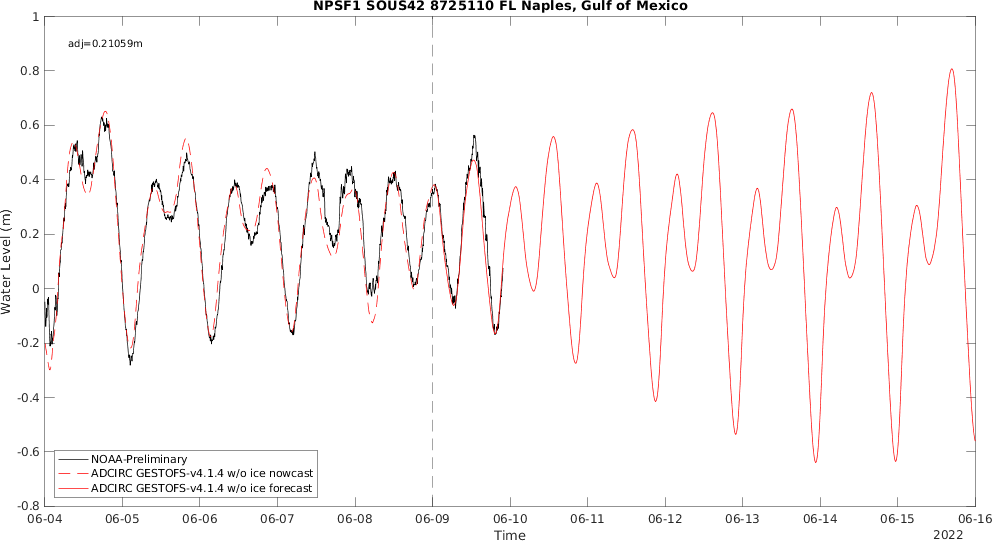 NPSF1 SOUS42 8725110 FL Naples, Gulf of Mexico
adj=0.21059m
1
0.8
0.6
0.4
0.2
0
-0.2
-0.4
-0.6
-0.8
Water Level (m)
NOAA-Preliminary
ADCIRC GESTOFS-v4.1.4 w/o ice nowcast
ADCIRC GESTOFS-v4.1.4 w/o ice forecast
06-04 06-05 06-06 06-07 06-08 06-09 06-10 06-11 06-12 06-13 06-14 06-15 06-16
Time
2022